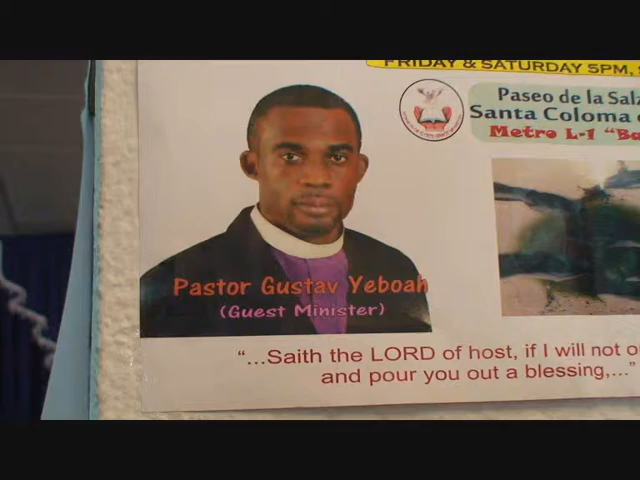 FRIDAY & SATURDAY 5PM,
Paseo de la
Santa Coloma
Metro L-1
Pastor Gustav Yeboah
(Guest Minister)
"...Saith the LORD of host, if I will not
and pour you out a blessing,..."